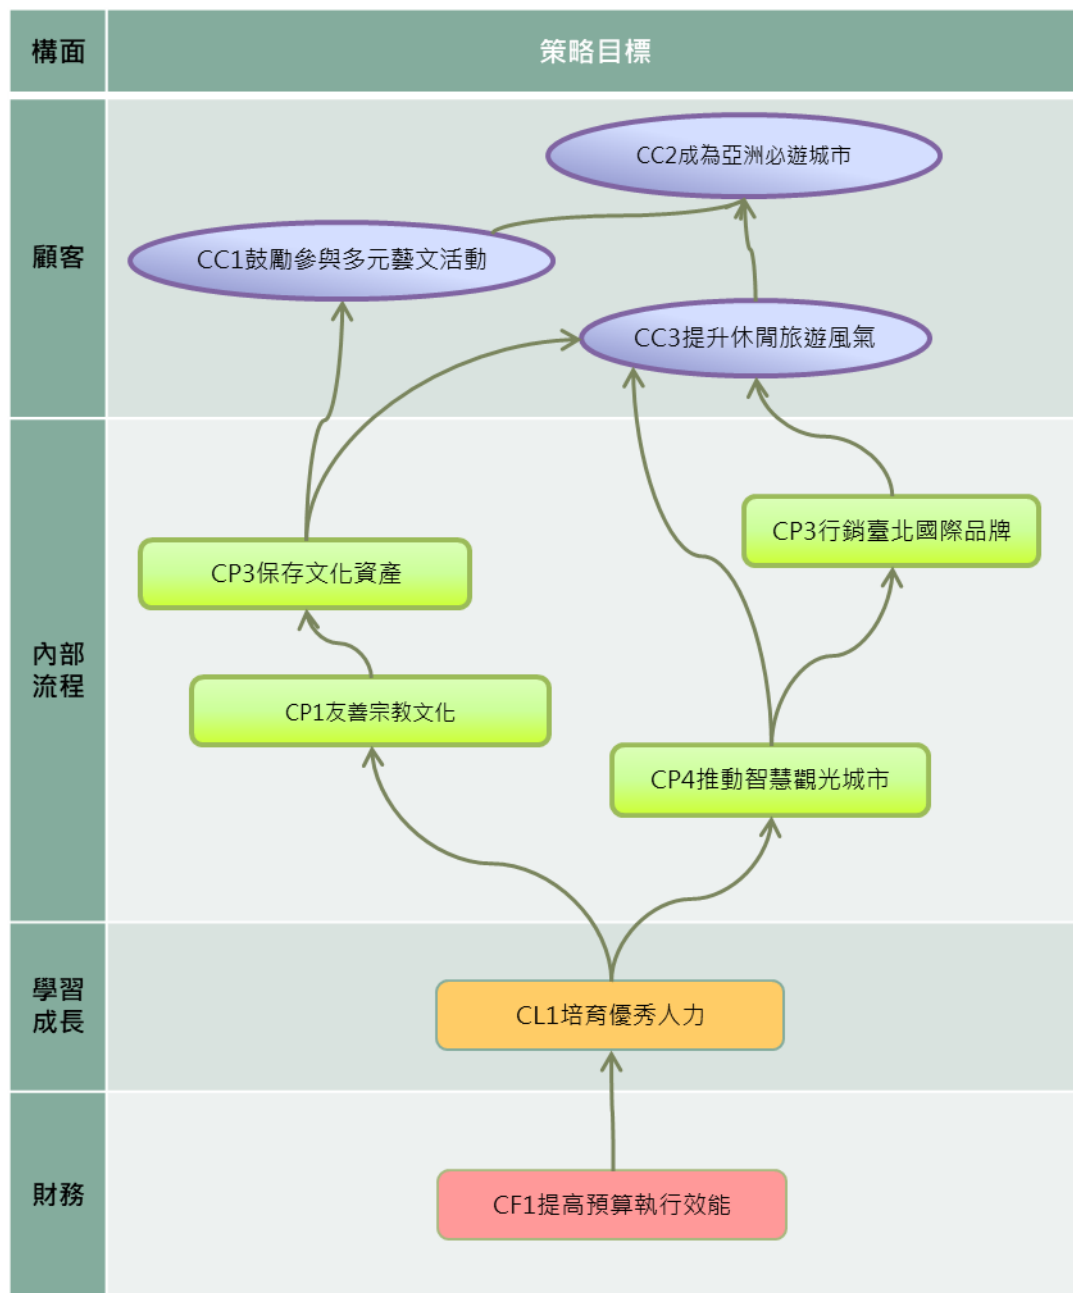 構面
策略目標
顧客
CC2成為亞洲必遊城市
CC1鼓勵參與多元藝文活動
CC3提升休閒旅遊風氣
內部
流程
CP3行銷臺北國際品牌
CP3保存文化資產
CP1友善宗教文化
CP4推動智慧觀光城市
學習
成長
CL1培育優秀人力
財務
CF1提高預算執行效能